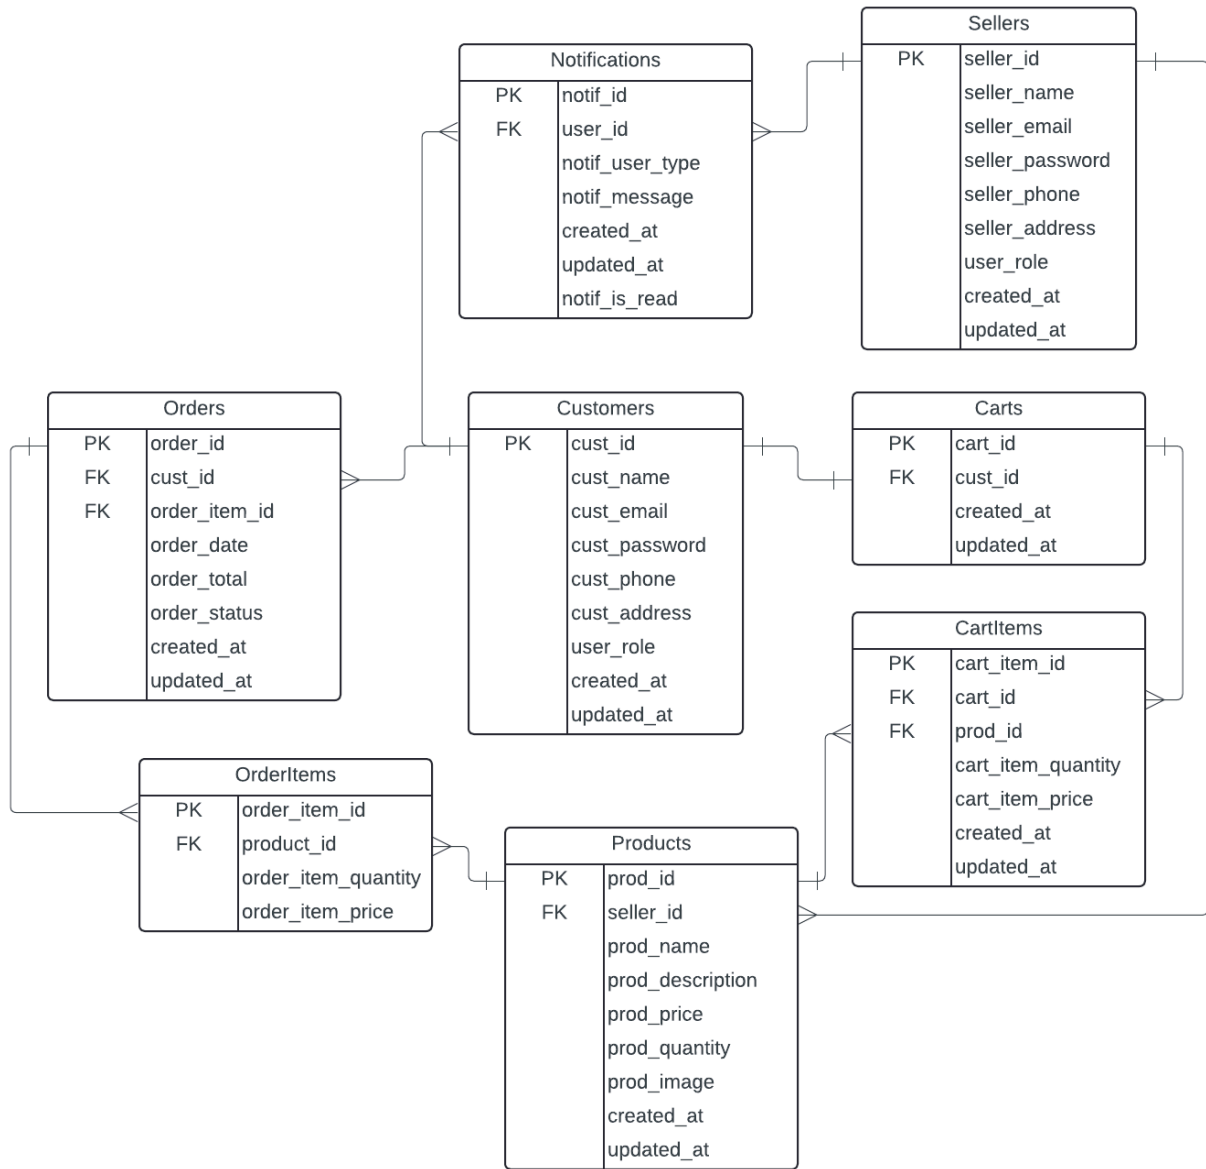 Notifications
PK notif_id
FK user_id
notif_user_type
notif_message
created_at
updated_at
notif_is_read
Sellers
PK seller_id
seller_name
seller_email
seller_password
seller_phone
seller_address
user_role
created_at
updated_at
Orders
PK order_id
FK cust_id
FK order_item_id
order_date
order_total
order_status
created_at
updated_at
Customers
PK cust_id
cust_name
cust_email
cust_password
cust_phone
cust_address
user_role
created_at
updated_at
Carts
PK cart_id
FK cust_id
created_at
updated_at
CartItems
PK cart_item_id
FK cart_id
FK prod_id
cart_item_quantity
cart_item_price
created_at
updated_at
OrderItems
PK order_item_id
FK product_id
order_item_quantity
order_item_price
Products
PK prod_id
FK seller_id
prod_name
prod_description
prod_price
prod_quantity
prod_image
created_at
updated_at